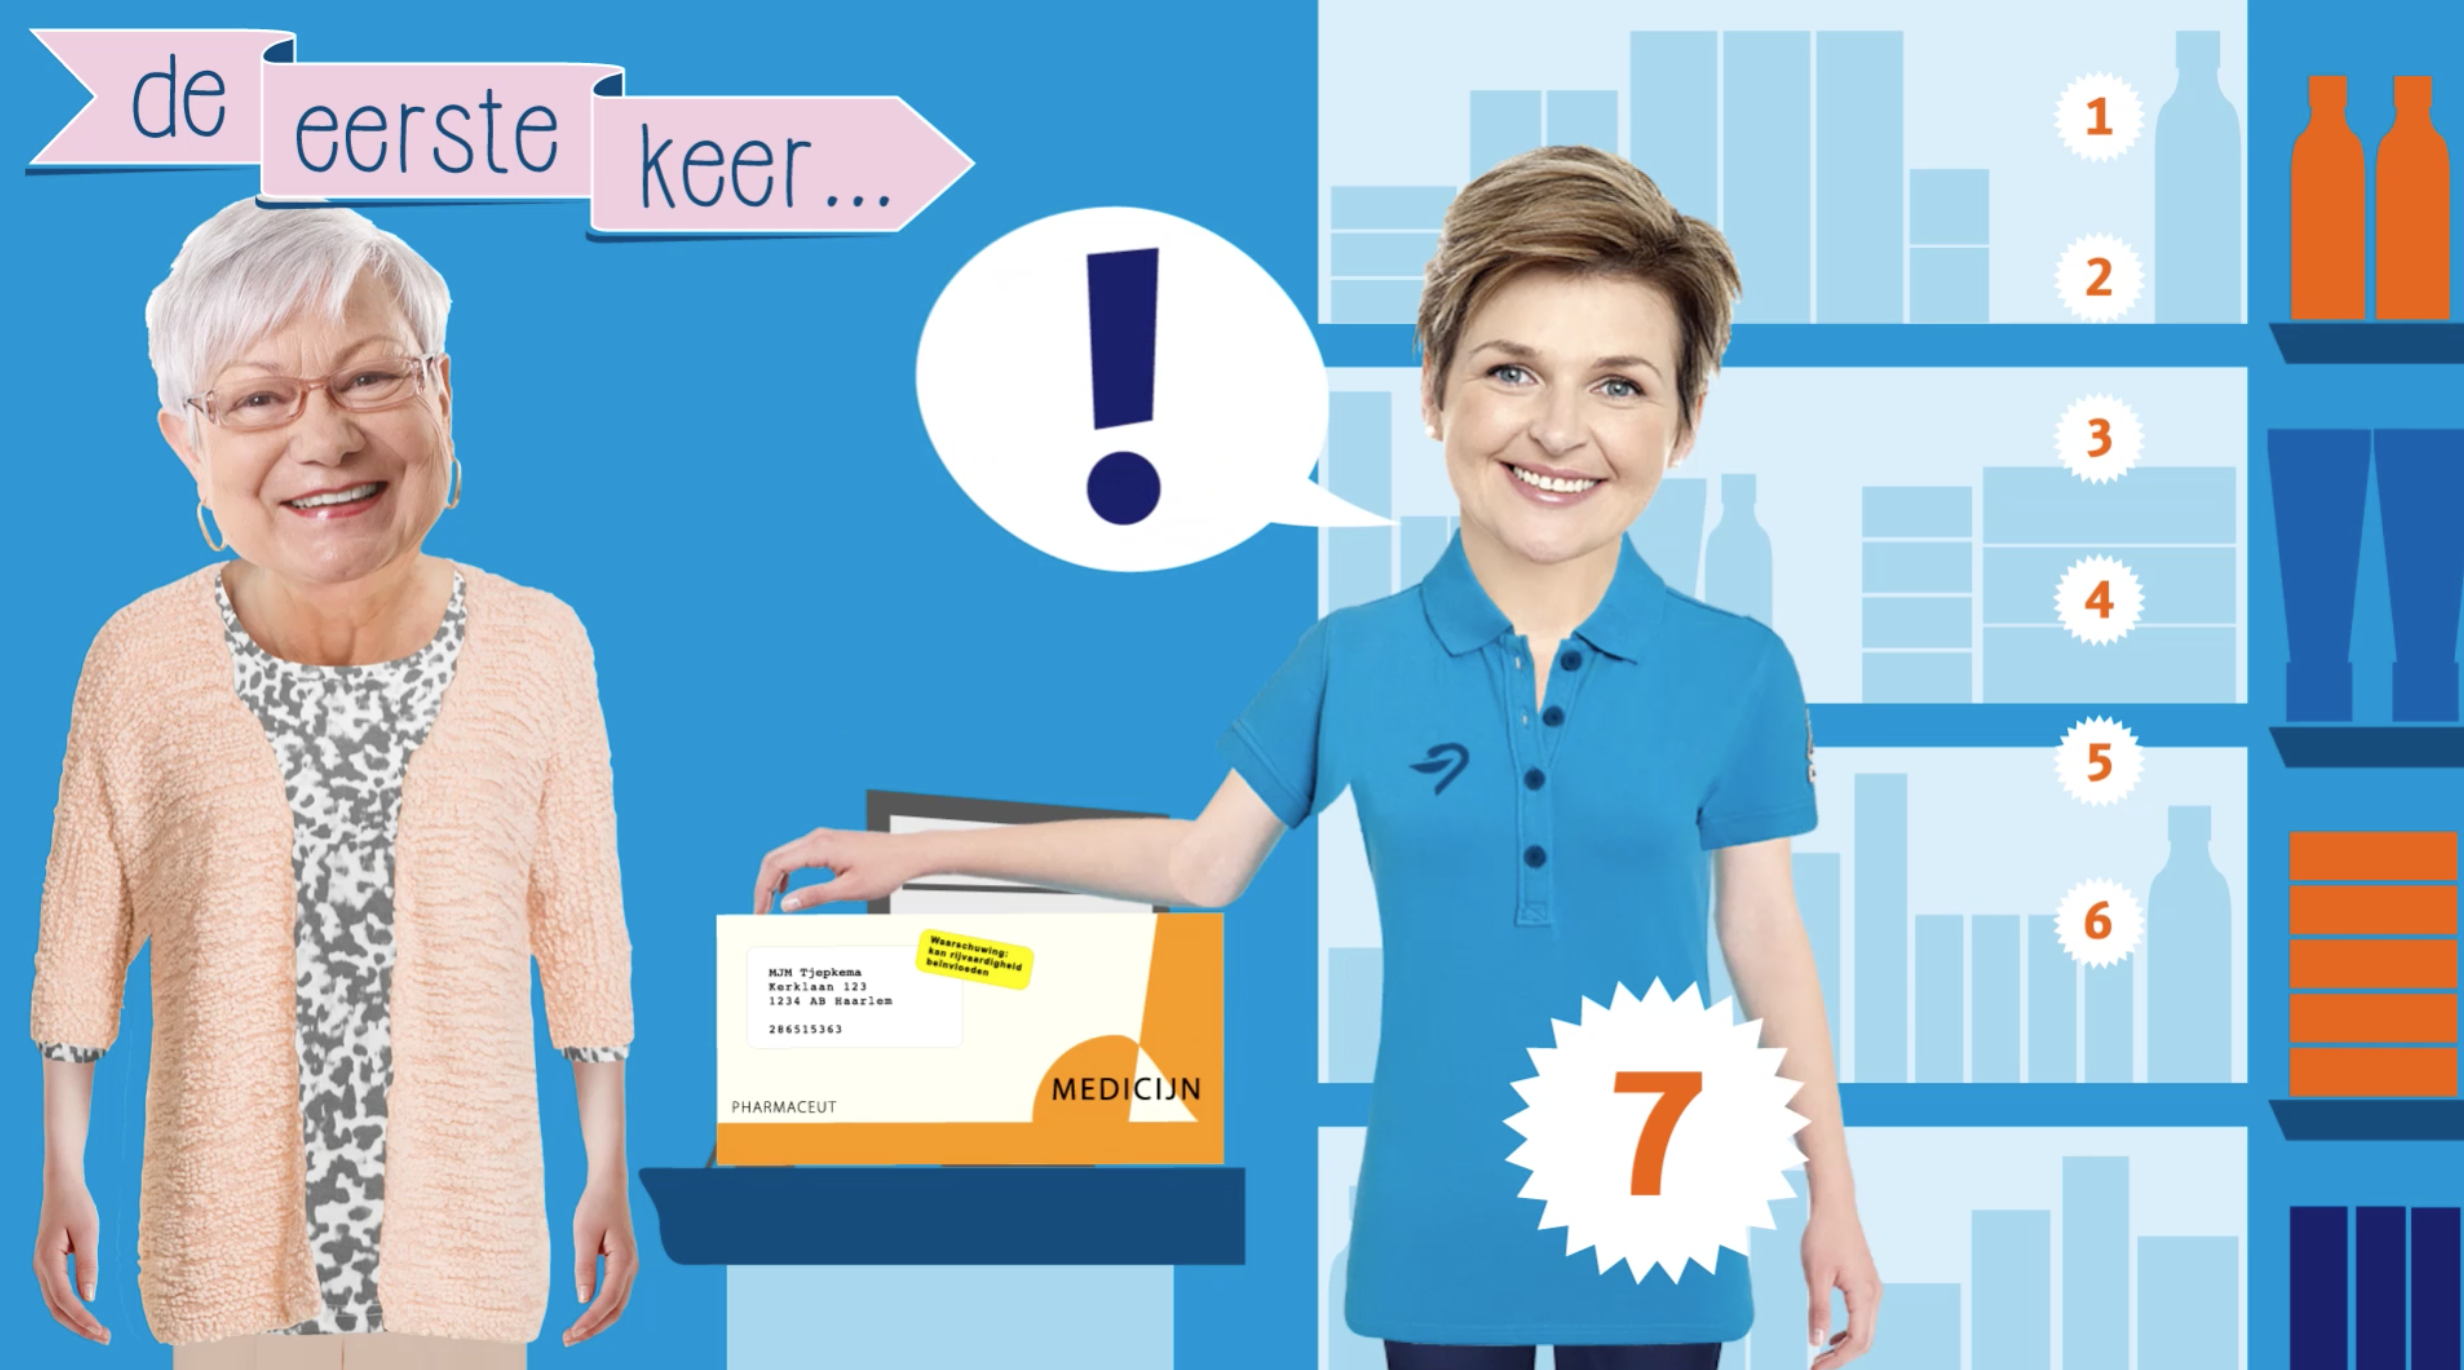 de
eerste
keer...
!
1
2
3
4
5
6
7
MJM Tjepkema
Kerklaan 123
1234 AB Haarlem
286515363
Waarschuwing:
kan rijvaardigheid
beïnvloeden
MEDICIJN
PHARMACEUT